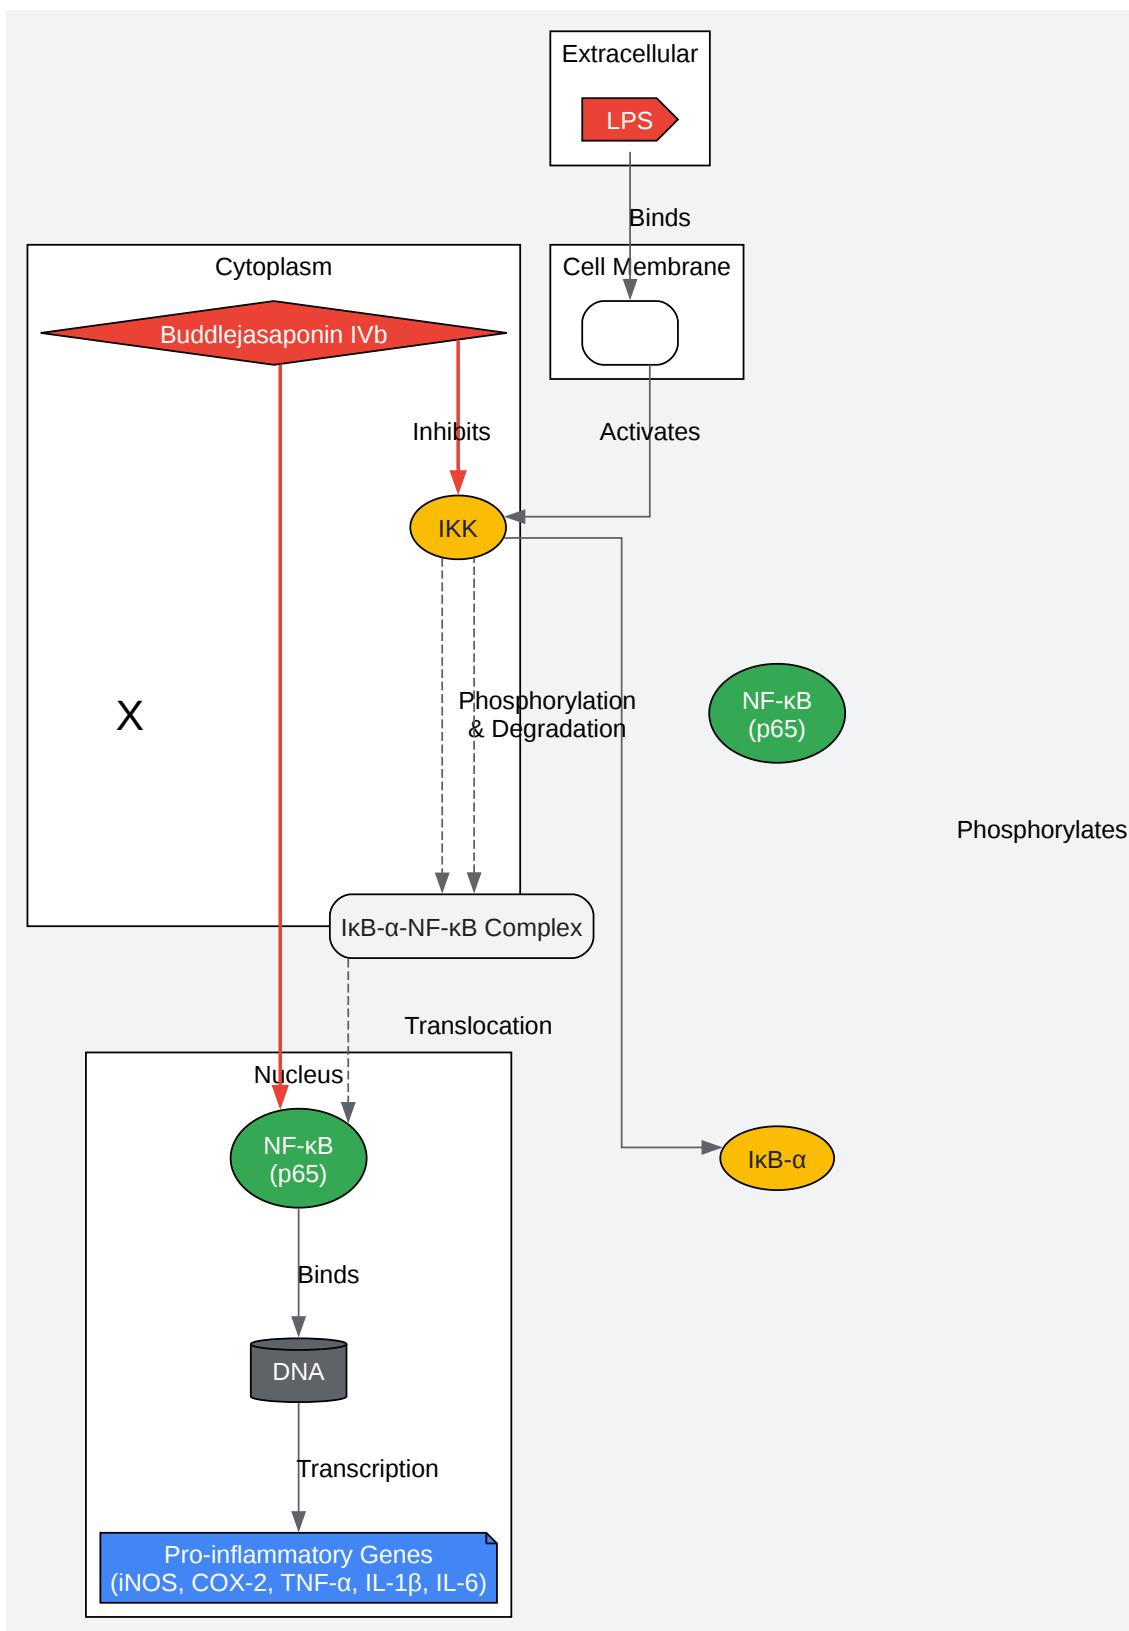 Extracellular
LPS
Binds
Cytoplasm
Cell Membrane
Buddlejasaponin IVb
Inhibits
Activates
IKK
X
Phosphorylation
& Degradation
NF-κB
(p65)
Phosphorylates
IκB-α-NF-κB Complex
Translocation
Nucleus
NF-κB
(p65)
IκB-α
Binds
DNA
Transcription
Pro-inflammatory Genes
(iNOS, COX-2, TNF-α, IL-1β, IL-6)